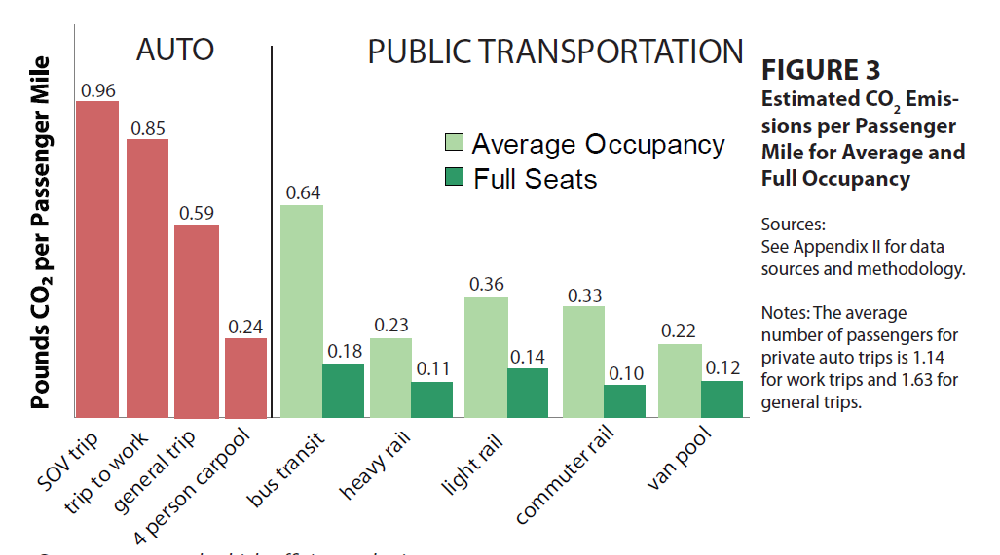 AUTO
PUBLIC TRANSPORTATION
Pounds CO₂ per Passenger Mile
0.96
0.85
0.59
0.24
0.64
0.18
0.23
0.11
0.36
0.14
0.33
0.10
0.22
0.12
Average Occupancy
Full Seats
SOV trip
trip to work
general trip
4 person carpool
bus transit
heavy rail
light rail
commuter rail
van pool
FIGURE 3
Estimated CO₂ Emis-
sions per Passenger
Mile for Average and
Full Occupancy
Sources:
See Appendix II for data
sources and methodology.
Notes: The average
number of passengers for
private auto trips is 1.14
for work trips and 1.63 for
general trips.